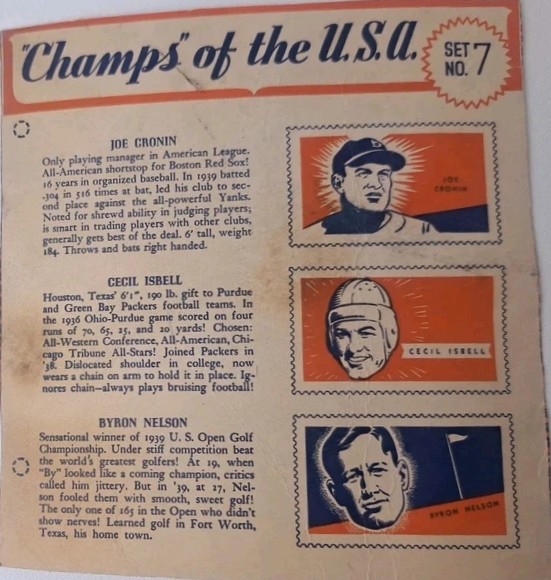 "Champs" of the U.S.A.
SET
NO. 7
JOE CRONIN
Only playing manager in American League.
All-American shortstop for Boston Red Sox!
16 years in organized baseball. In 1939 batted
.304 in 516 times at bat, led his club to sec-
ond place against the all-powerful Yanks.
Noted for shrewd ability in judging players;
is smart in trading players with other clubs,
generally gets best of the deal. 6' tall, weight
184. Throws and bats right handed.
JOE
CRONIN
CECIL ISBELL
Houston, Texas' 6'1", 190 lb. gift to Purdue
and Green Bay Packers football teams. In
the 1936 Ohio-Purdue game scored on four
runs of 70, 65, 25, and 20 yards! Chosen:
All-Western Conference, All-American, Chi-
cago Tribune All-Stars! Joined Packers in
'38. Dislocated shoulder in college, now
wears a chain on arm to hold it in place. Ig-
nores chain—always plays bruising football!
CECIL ISBELL
BYRON NELSON
Sensational winner of 1939 U. S. Open Golf
Championship. Under stiff competition beat
the world's greatest golfers! At 19, when
"By" looked like a coming champion, critics
called him jittery. But in '39, at 27, Nel-
son fooled them with smooth, sweet golf!
The only one of 165 in the Open who didn't
show nerves! Learned golf in Fort Worth,
Texas, his home town.
BYRON NELSON